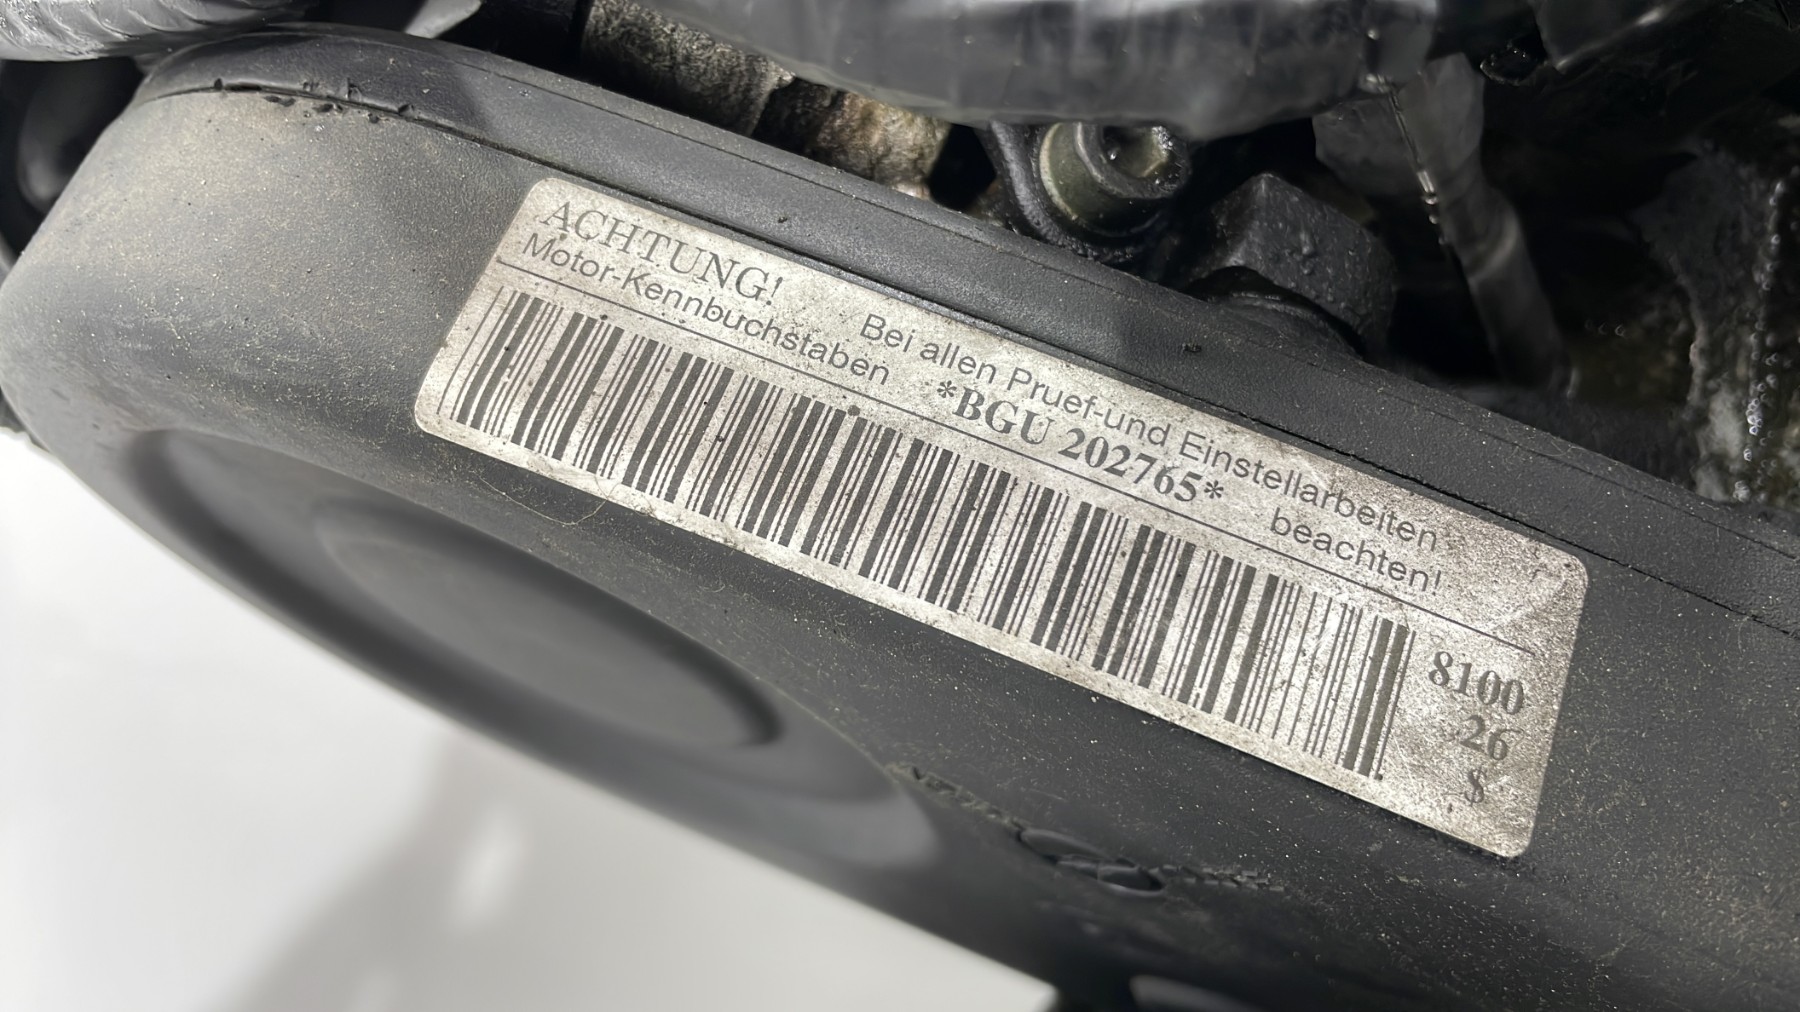 ACHTUNG! Bei allen Pruef-und Einstellarbeiten
Motor-Kennbuchstaben *BGU 202765* beachten!
8100
26
$